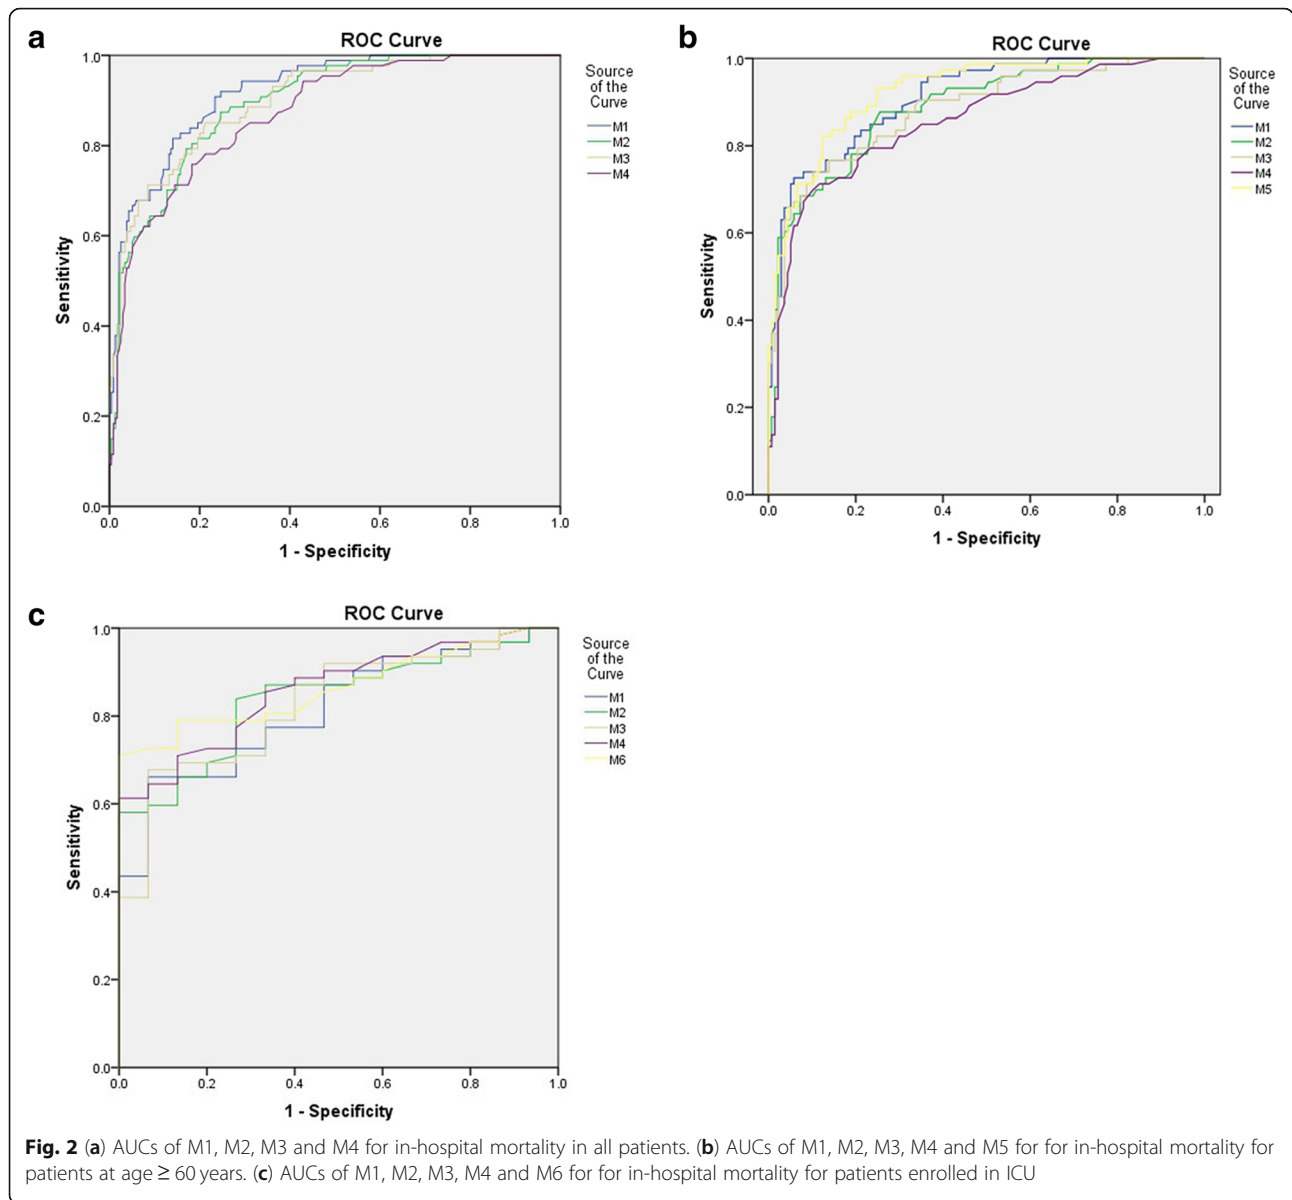 a
ROC Curve
1.0
0.8
0.6
0.4
0.2
0.0
Sensitivity
0.0 0.2 0.4 0.6 0.8 1.0
1 - Specificity
Source
of the
Curve
M1
M2
M3
M4
b
ROC Curve
1.0
0.8
0.6
0.4
0.2
0.0
Sensitivity
0.0 0.2 0.4 0.6 0.8 1.0
1 - Specificity
Source
of the
Curve
M1
M2
M3
M4
M5
c
ROC Curve
1.0
0.8
0.6
0.4
0.2
0.0
Sensitivity
0.0 0.2 0.4 0.6 0.8 1.0
1 - Specificity
Source
of the
Curve
M1
M2
M3
M4
M6
Fig. 2 (a) AUCs of M1, M2, M3 and M4 for in-hospital mortality in all patients. (b) AUCs of M1, M2, M3, M4 and M5 for for in-hospital mortality for
patients at age ≥ 60 years. (c) AUCs of M1, M2, M3, M4 and M6 for for in-hospital mortality for patients enrolled in ICU